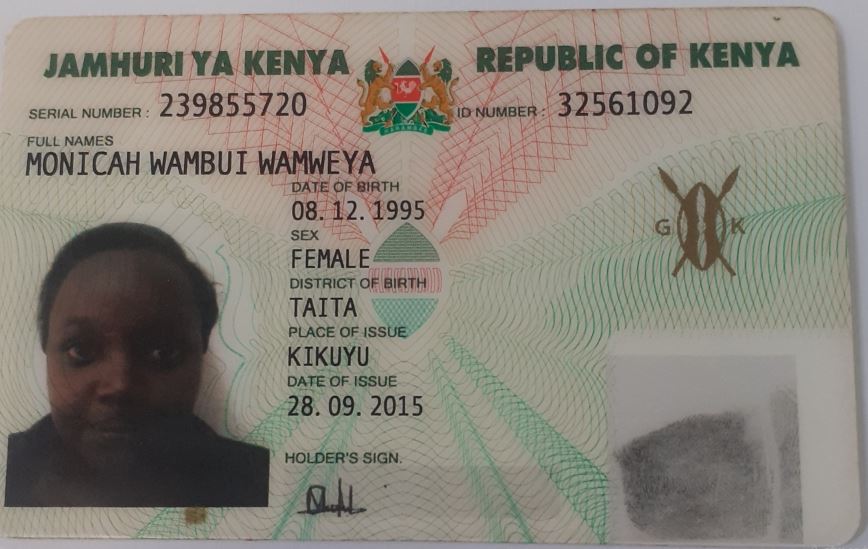 JAMHURI YA KENYA REPUBLIC OF KENYA
SERIAL NUMBER : 239855720 ID NUMBER : 32561092
FULL NAMES
MONICAH WAMBUI WAMWEYA
DATE OF BIRTH
08. 12. 1995
SEX
FEMALE
G K
DISTRICT OF BIRTH
TAITA
PLACE OF ISSUE
KIKUYU
DATE OF ISSUE
28. 09. 2015
HOLDER'S SIGN.